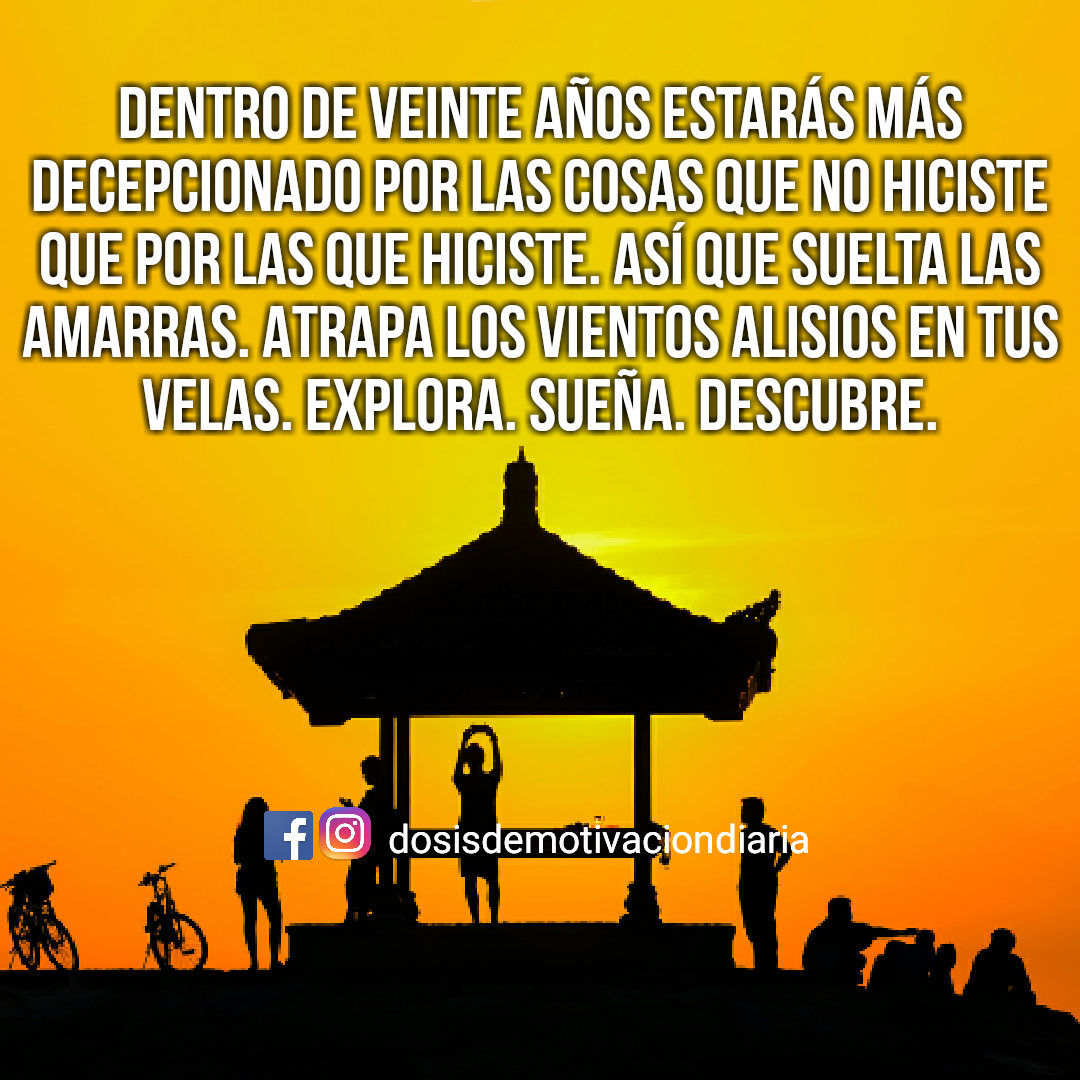 DENTRO DE VEINTE AÑOS ESTARÁS MÁS
DECEPCIONADO POR LAS COSAS QUE NO HICISTE
QUE POR LAS QUE HICISTE. ASÍ QUE SUELTA LAS
AMARRAS. ATRAPA LOS VIENTOS ALISIOS EN TUS
VELAS. EXPLORA. SUEÑA. DESCUBRE.
dosisdemotivaciondiaria